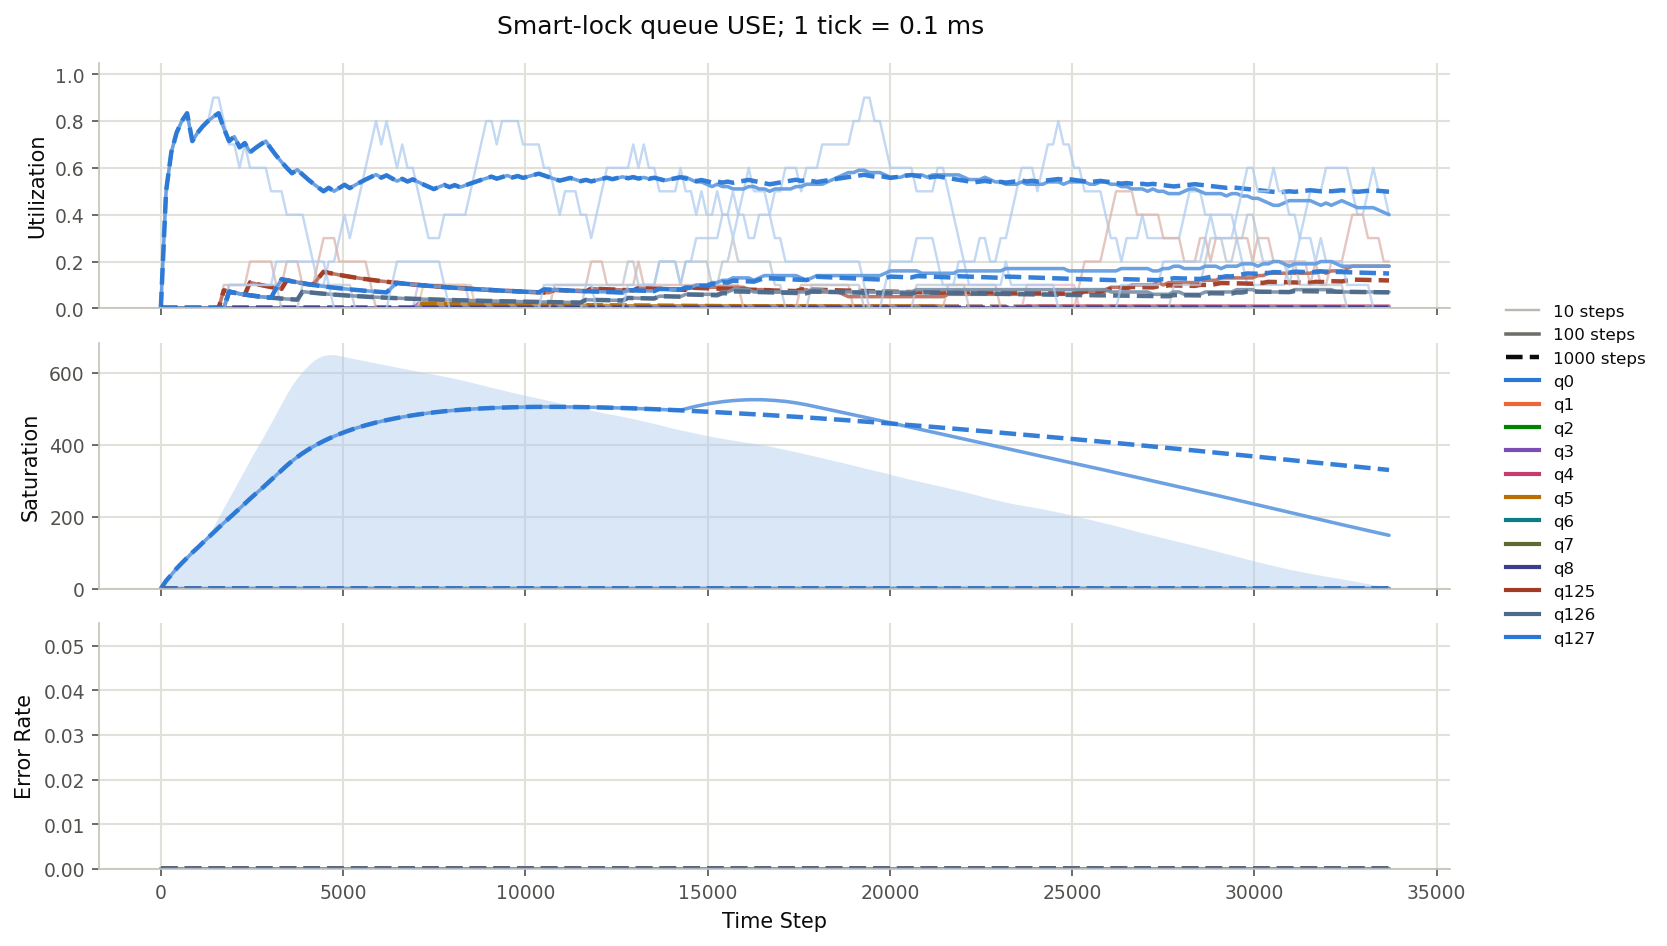 Smart-lock queue USE; 1 tick = 0.1 ms
Utilization
1.0
0.8
0.6
0.4
0.2
0.0
Saturation
600
400
200
0
Error Rate
0.05
0.04
0.03
0.02
0.01
0.00
0
5000
10000
15000
20000
25000
30000
35000
Time Step
10 steps
100 steps
1000 steps
q0
q1
q2
q3
q4
q5
q6
q7
q8
q125
q126
q127